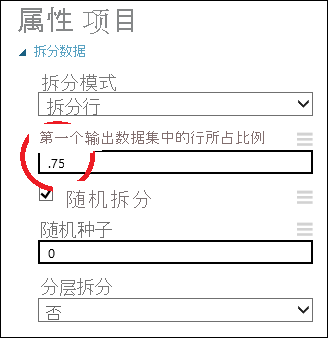 属性 项目
拆分数据
拆分模式
拆分行
第一个输出数据集中的行所占比例
.75
随机拆分
随机种子
0
分层拆分
否